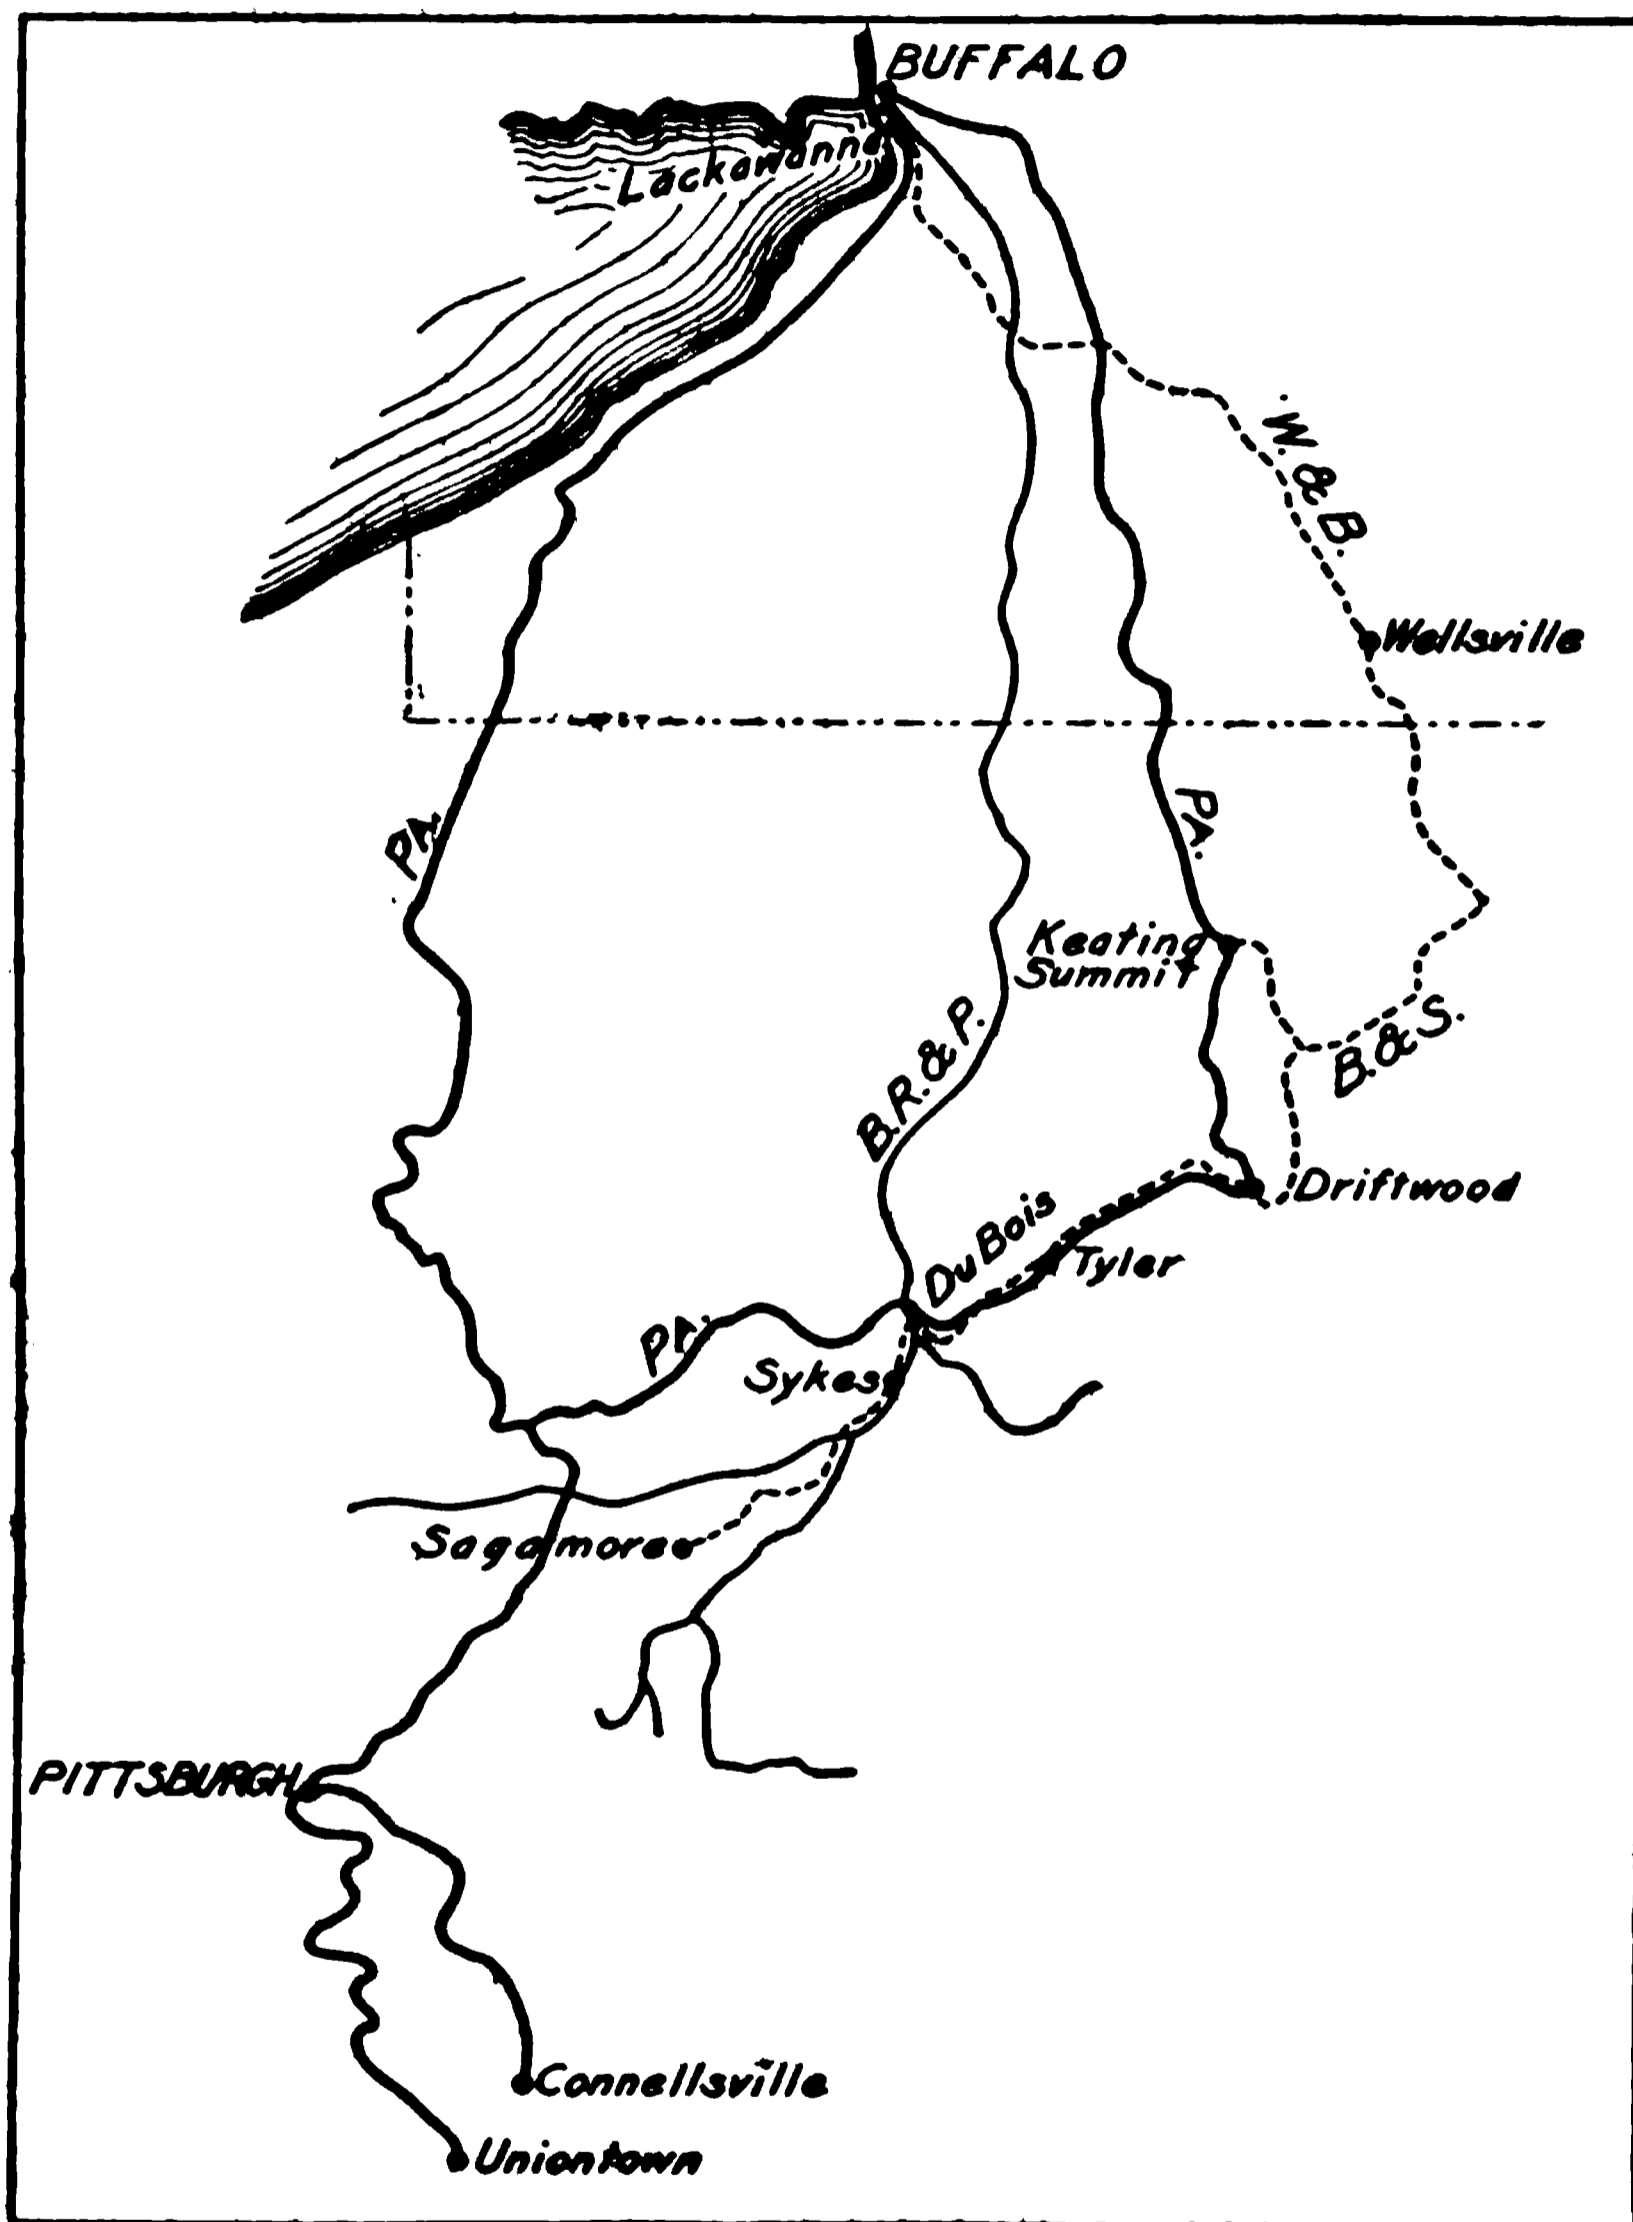 BUFFALO
Lackawanna
W. & B.
Wellsville
PA.
PA.
Keating
Summit
B. & S.
B. R. & P.
Driftwood
DuBois
Tyler
PA.
Sykes
Sagamore
PITTSBURGH
Connellsville
Uniontown